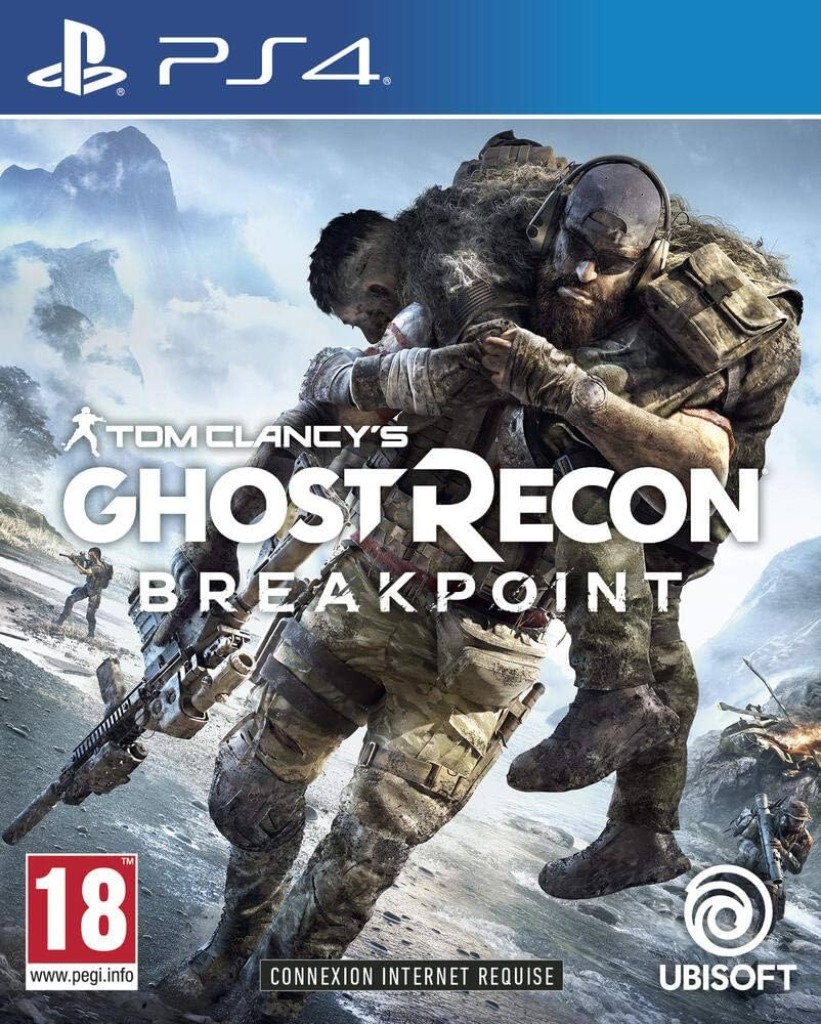 PS4
TOM CLANCY'S
GHOST RECON
BREAKPOINT
18
www.pegi.info
CONNEXION INTERNET REQUISE
UBISOFT